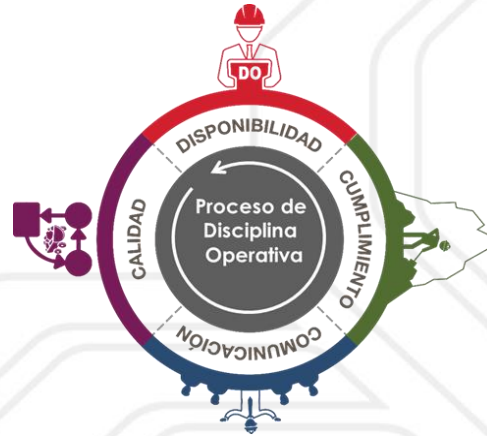 DO
DISPONIBILIDAD
CUMPLIMIENTO
COMUNICACIÓN
CALIDAD
Proceso de
Disciplina
Operativa